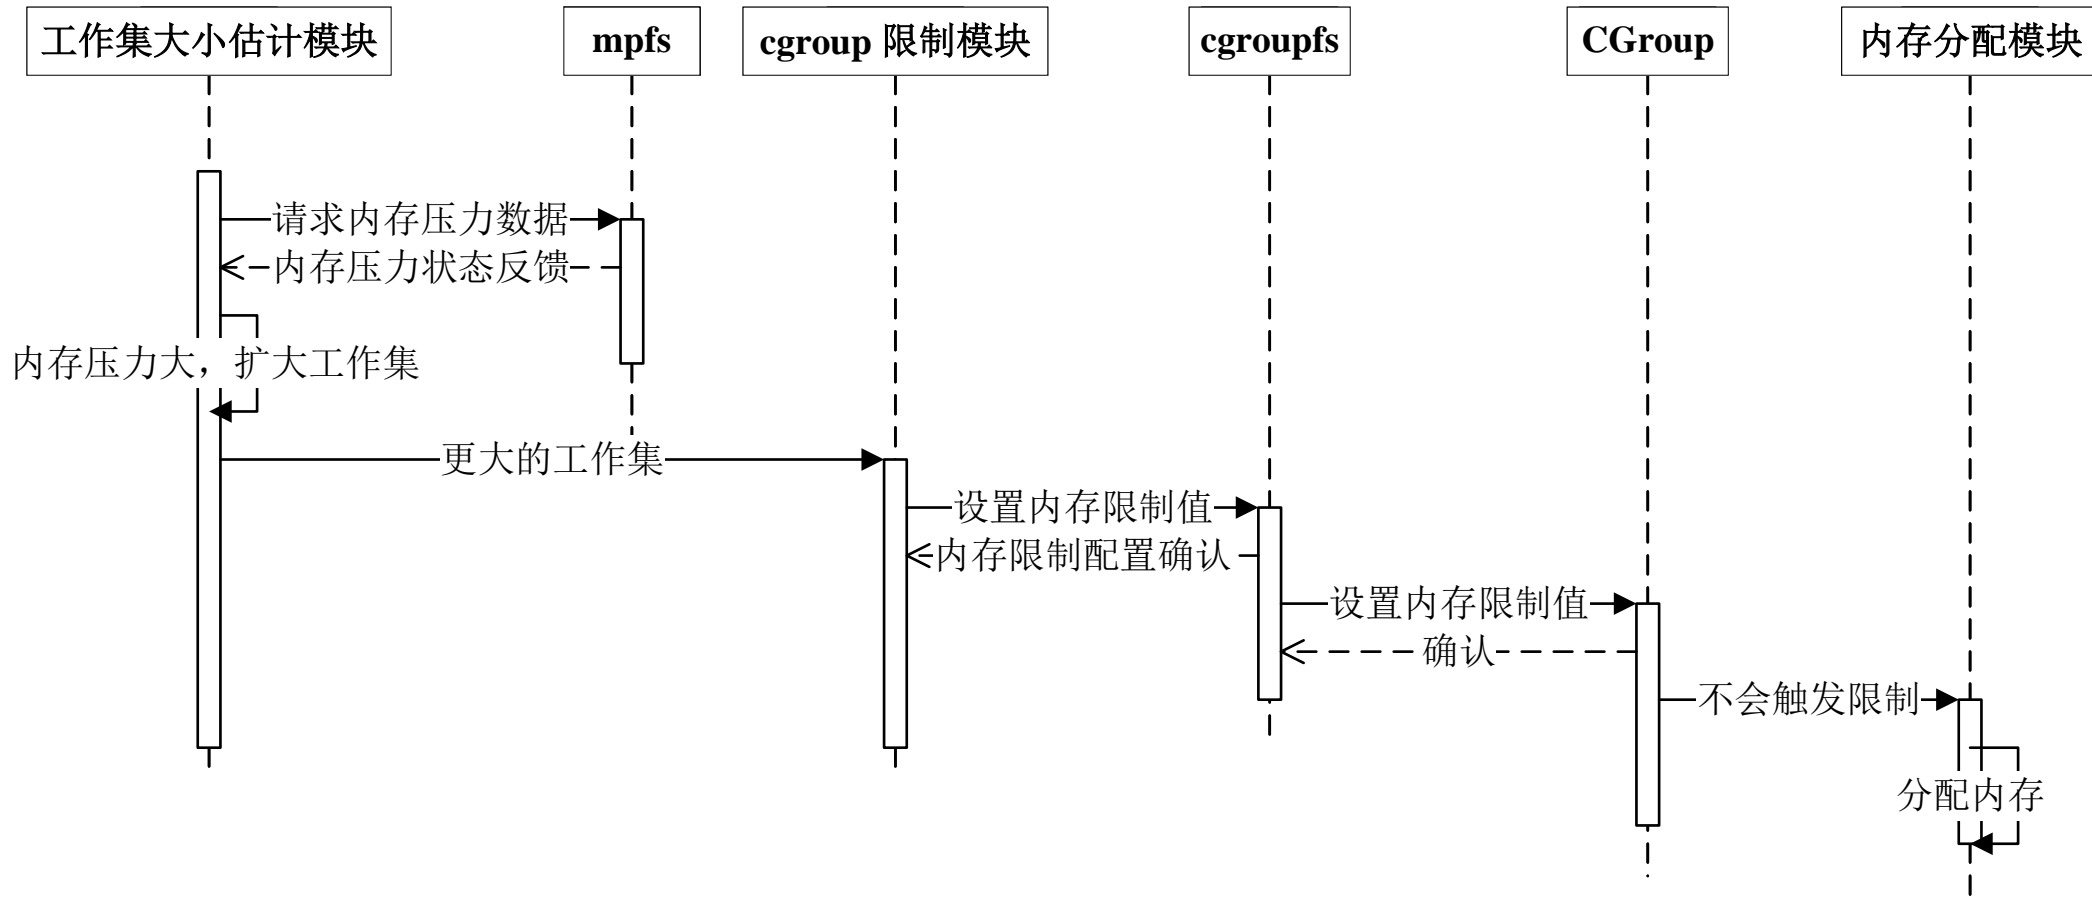 工作集大小估计模块
mpfs
cgroup 限制模块
cgroupfs
CGroup
内存分配模块
请求内存压力数据
内存压力状态反馈
内存压力大，扩大工作集
更大的工作集
设置内存限制值
内存限制配置确认
设置内存限制值
确认
不会触发限制
分配内存